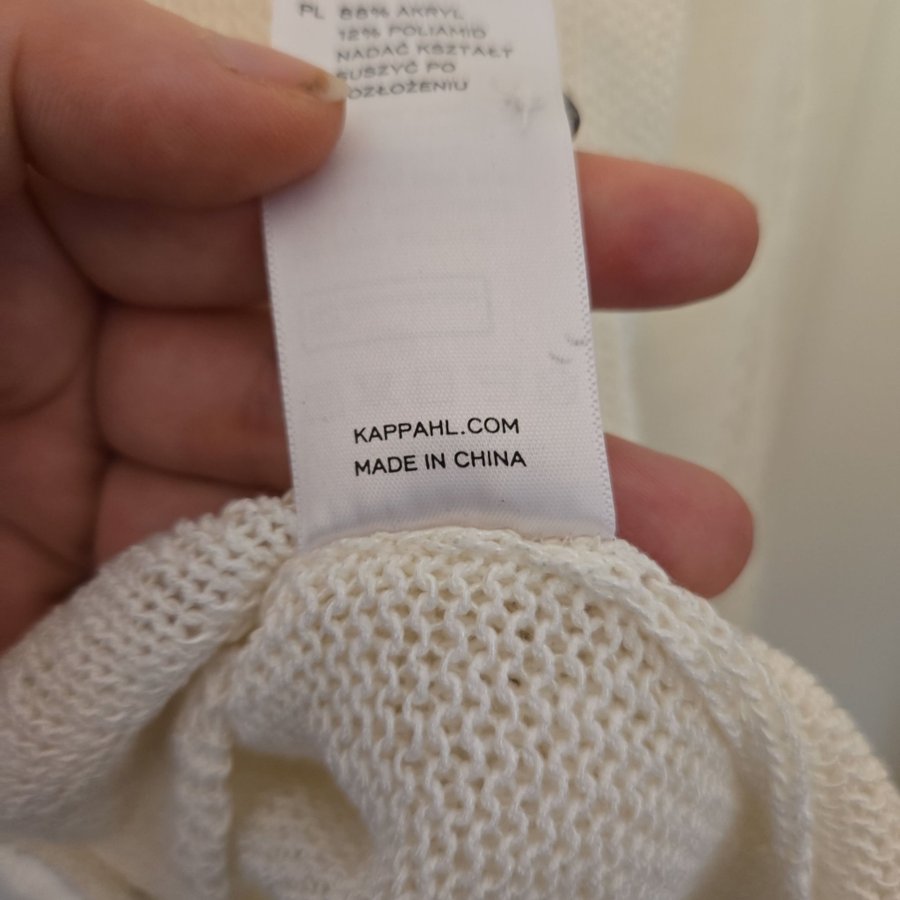 PL 88% AKRYL
12% POLIAMID
NADAĆ KSZTAŁT
SUSZYĆ PO
ROZŁOŻENIU
KAPPAHL.COM
MADE IN CHINA